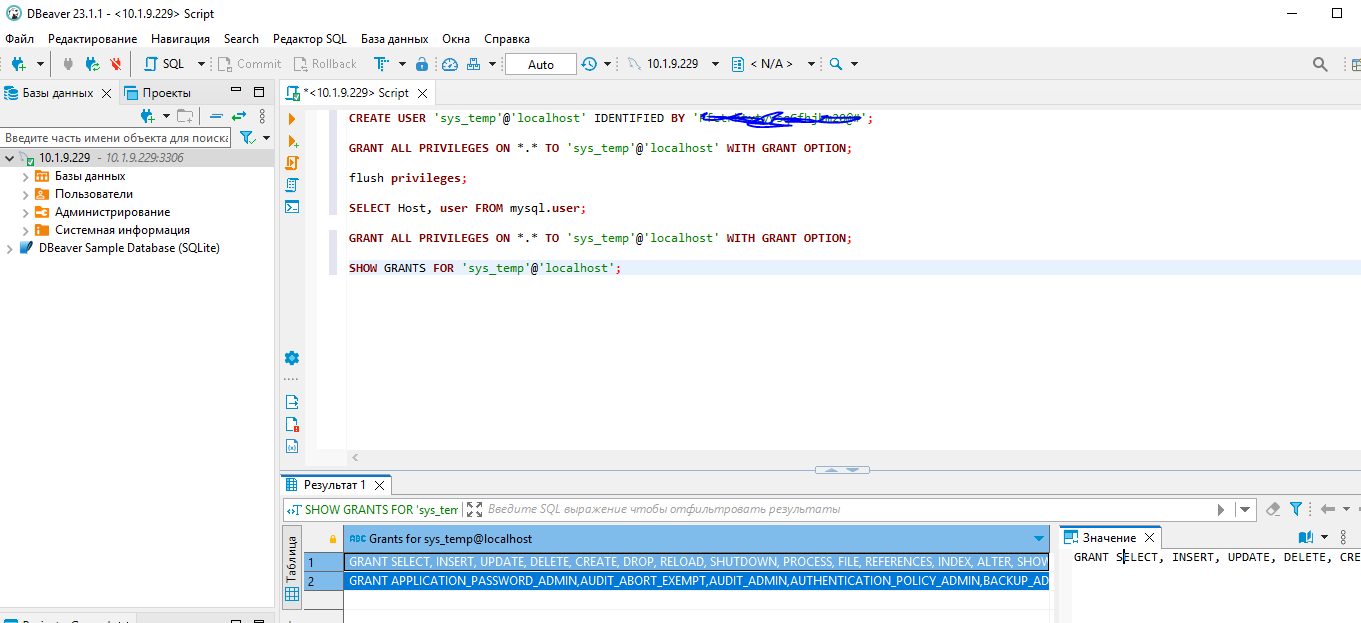 DBeaver 23.1.1 - <10.1.9.229> Script
Файл Редактирование Навигация Search Редактор SQL База данных Окна Справка
SQL Commit Rollback Auto 10.1.9.229 < N/A >
Базы данных Проекты
*<10.1.9.229> Script
Введите часть имени объекта для поиска
10.1.9.229 - 10.1.9.229:3306
Базы данных
Пользователи
Администрирование
Системная информация
DBeaver Sample Database (SQLite)
CREATE USER 'sys_temp'@'localhost' IDENTIFIED BY ' ';
GRANT ALL PRIVILEGES ON *.* TO 'sys_temp'@'localhost' WITH GRANT OPTION;
flush privileges;
SELECT Host, user FROM mysql.user;
GRANT ALL PRIVILEGES ON *.* TO 'sys_temp'@'localhost' WITH GRANT OPTION;
SHOW GRANTS FOR 'sys_temp'@'localhost';
Результат 1
SHOW GRANTS FOR 'sys_tem Введите SQL выражение чтобы отфильтровать результаты
Таблица
ABC Grants for sys_temp@localhost
1 GRANT SELECT, INSERT, UPDATE, DELETE, CREATE, DROP, RELOAD, SHUTDOWN, PROCESS, FILE, REFERENCES, INDEX, ALTER, SHOW
2 GRANT APPLICATION_PASSWORD_ADMIN,AUDIT_ABORT_EXEMPT,AUDIT_ADMIN,AUTHENTICATION_POLICY_ADMIN,BACKUP_AD
Значение
GRANT SELECT, INSERT, UPDATE, DELETE, CRE